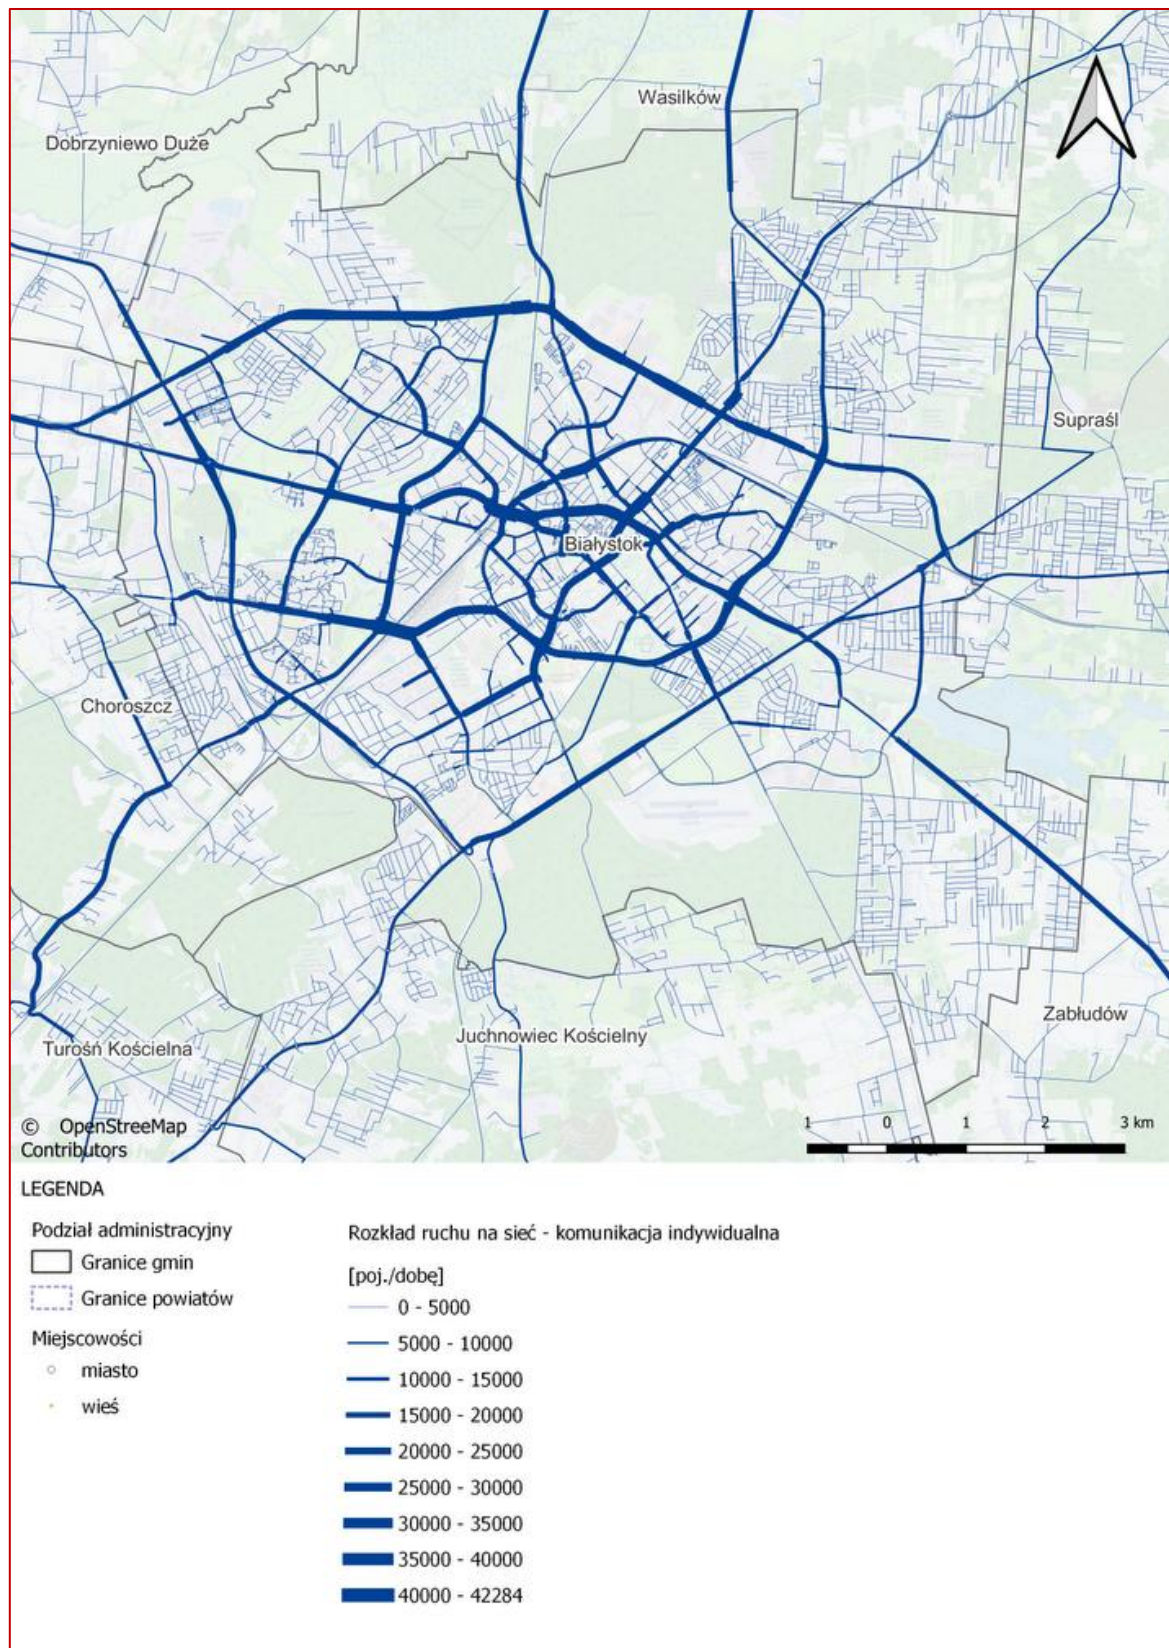 Wasilków
Dobrzyniewo Duże
Supraśl
Białystok
Choroszcz
Zabłudów
Juchnowiec Kościelny
Turośń Kościelna
© OpenStreeMap
Contributors
1 0 1 2 3 km
LEGENDA
Podział administracyjny
Granice gmin
Granice powiatów
Miejscowości
miasto
wieś
Rozkład ruchu na sieć - komunikacja indywidualna
[poj./dobę]
0 - 5000
5000 - 10000
10000 - 15000
15000 - 20000
20000 - 25000
25000 - 30000
30000 - 35000
35000 - 40000
40000 - 42284